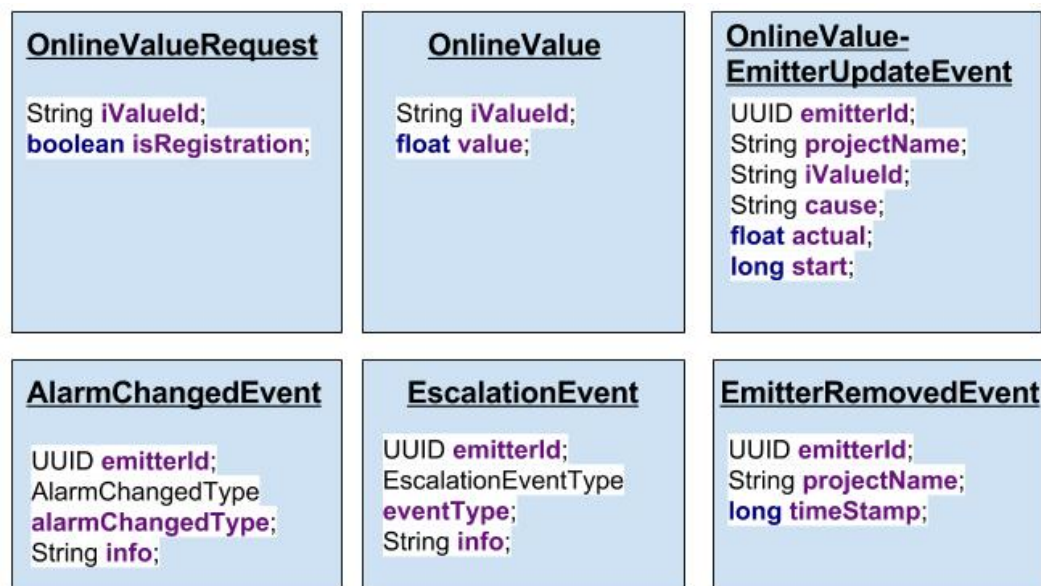 OnlineValueRequest
String iValueId;
boolean isRegistration;
OnlineValue
String iValueId;
float value;
OnlineValue-
EmitterUpdateEvent
UUID emitterId;
String projectName;
String iValueId;
String cause;
float actual;
long start;
AlarmChangedEvent
UUID emitterId;
AlarmChangedType
alarmChangedType;
String info;
EscalationEvent
UUID emitterId;
EscalationEventType
eventType;
String info;
EmitterRemovedEvent
UUID emitterId;
String projectName;
long timeStamp;